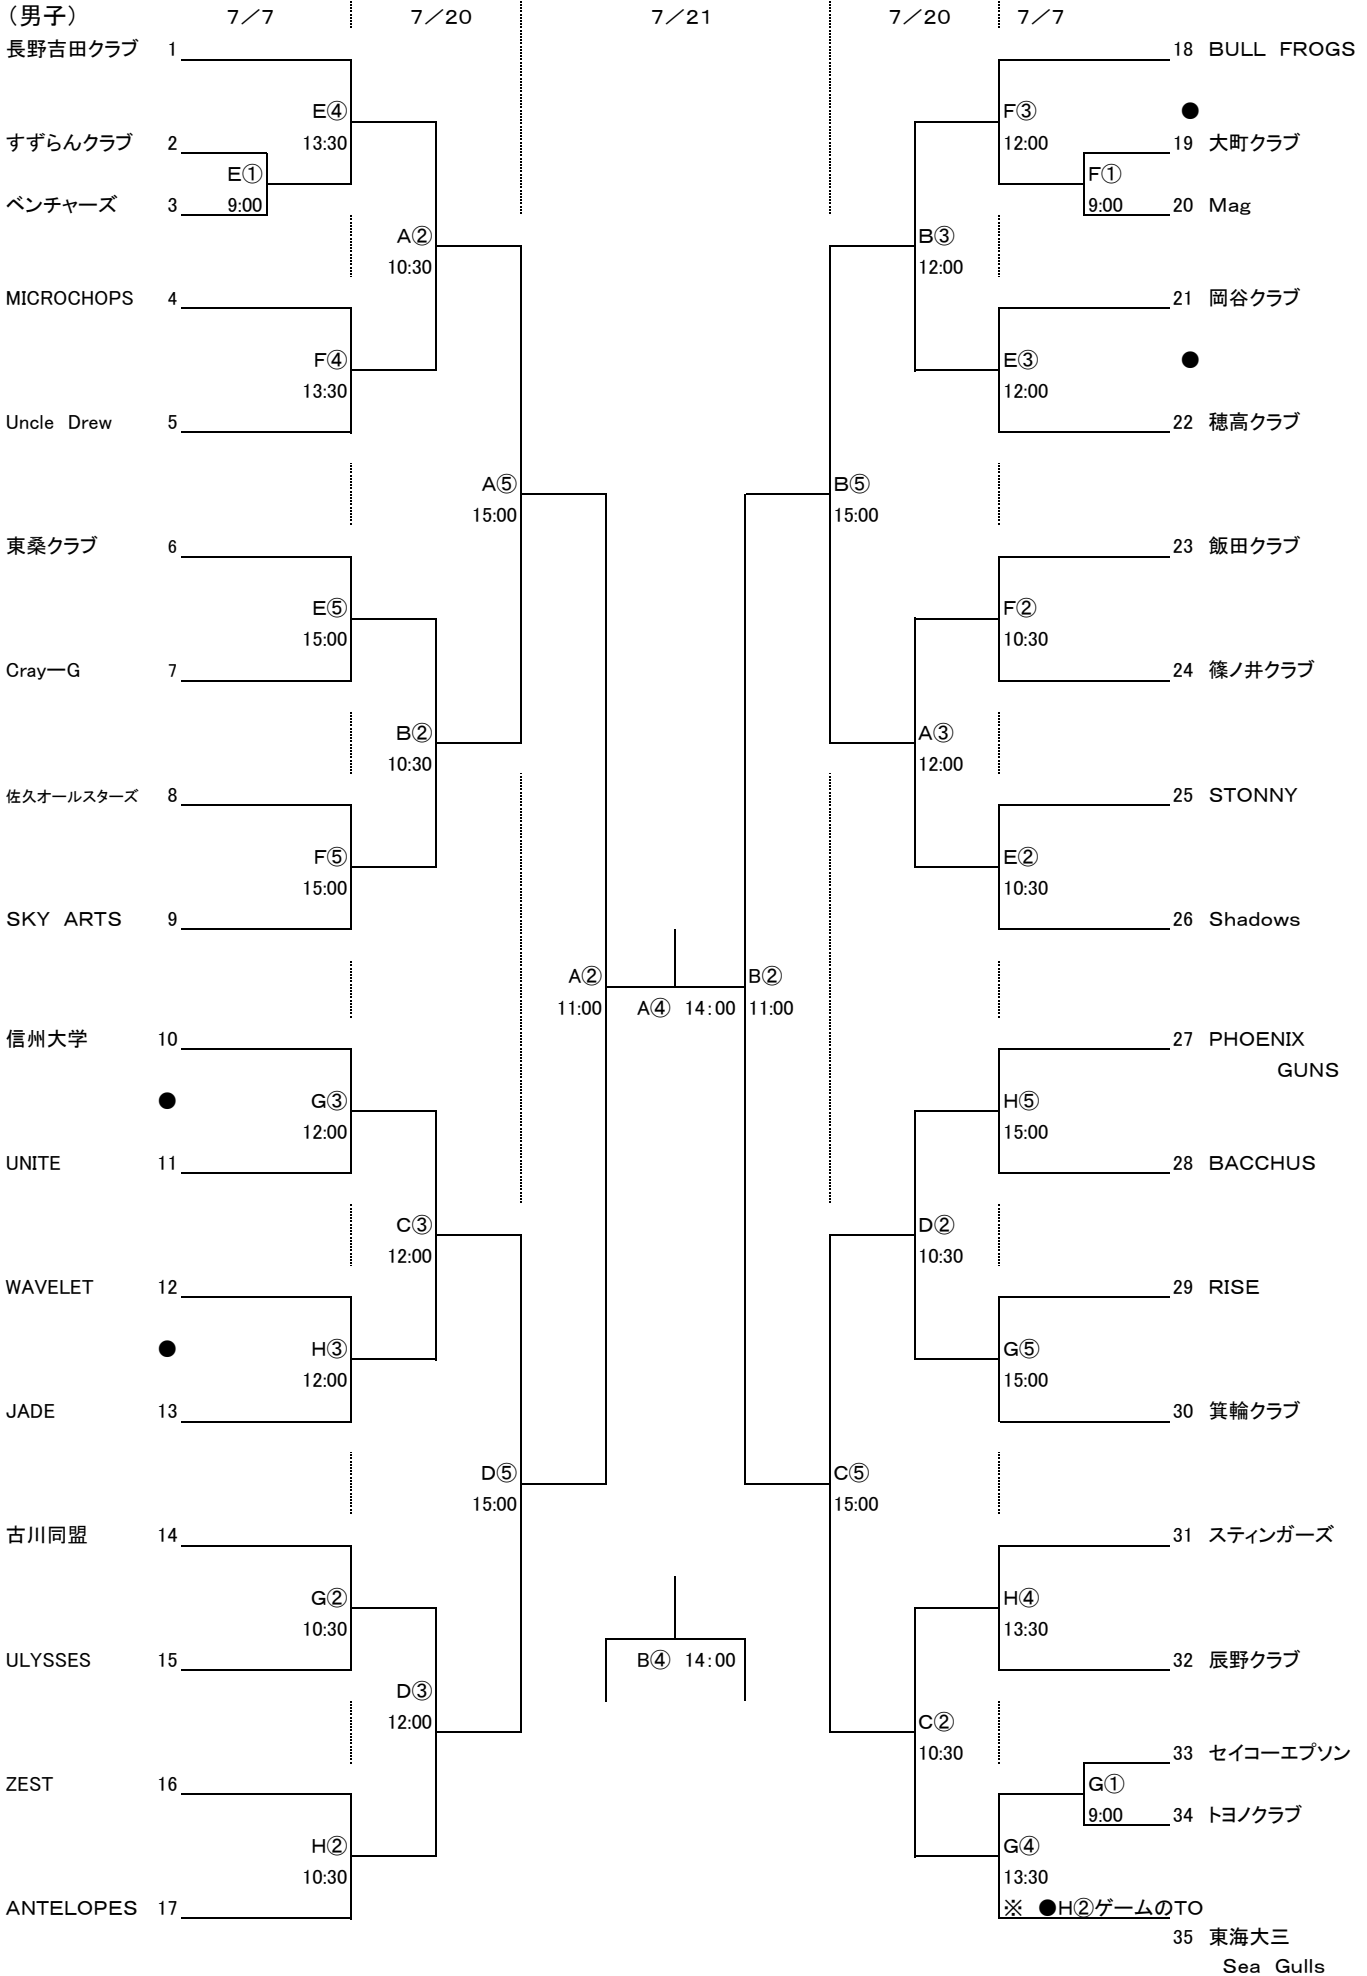 （男子） 7／7 7／20 7／21 7／20 7／7
長野吉田クラブ 1
E④
13:30
すずらんクラブ 2
E①
9:00
ベンチャーズ 3
A②
10:30
MICROCHOPS 4
F④
13:30
Uncle Drew 5
A⑤
15:00
東桑クラブ 6
E⑤
15:00
CrayーG 7
B②
10:30
佐久オールスターズ 8
F⑤
15:00
SKY ARTS 9
A②
11:00
信州大学 10
● G③
12:00
UNITE 11
C③
12:00
WAVELET 12
● H③
12:00
JADE 13
D⑤
15:00
古川同盟 14
G②
10:30
ULYSSES 15
D③
12:00
ZEST 16
H②
10:30
ANTELOPES 17
A④ 14:00
B④ 14:00
18 BULL FROGS
F③ ●
12:00
19 大町クラブ
F①
9:00
20 Mag
B③
12:00
21 岡谷クラブ
E③ ●
12:00
22 穂高クラブ
B⑤
15:00
23 飯田クラブ
F②
10:30
24 篠ノ井クラブ
A③
12:00
25 STONNY
E②
10:30
26 Shadows
B②
11:00
27 PHOENIX
GUNS
H⑤
15:00
28 BACCHUS
D②
10:30
29 RISE
G⑤
15:00
30 箕輪クラブ
C⑤
15:00
31 スティンガーズ
H④
13:30
32 辰野クラブ
C②
10:30
33 セイコーエプソン
G①
9:00
34 トヨノクラブ
G④
13:30
※ ●H②ゲームのTO
35 東海大三
Sea Gulls